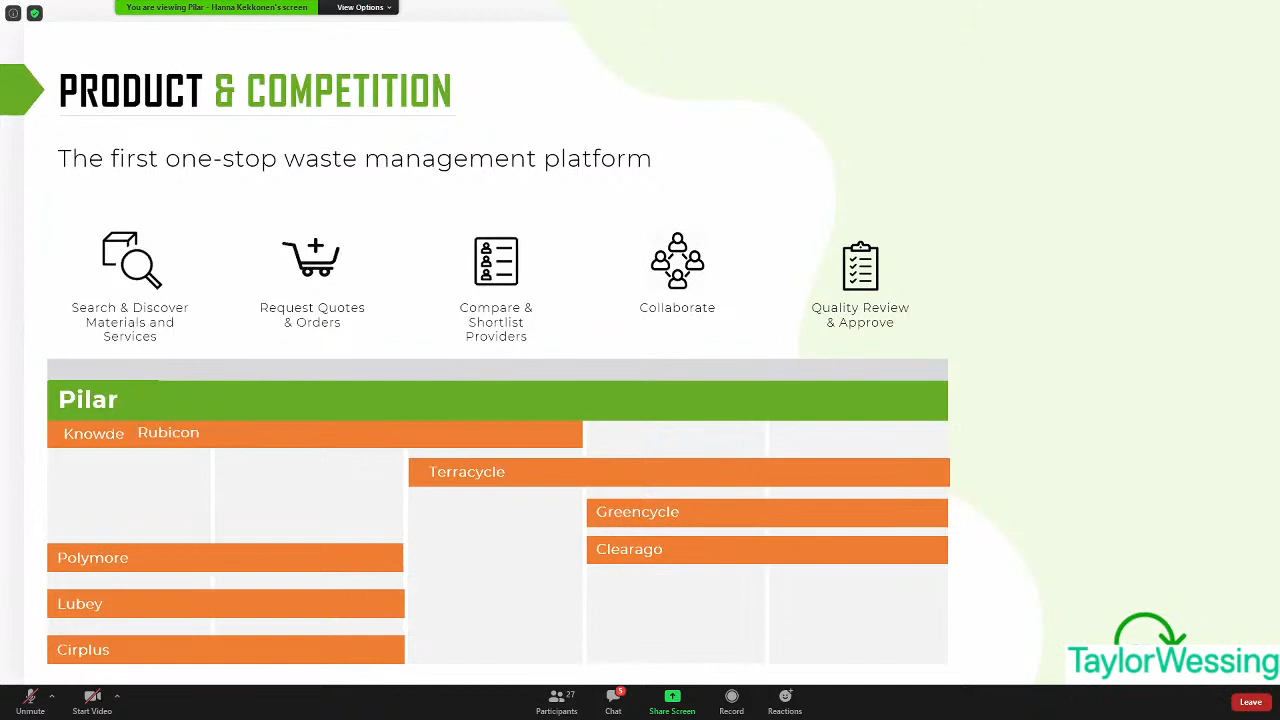 You are viewing Pilar - Hanna Kekkonen's screen
View Options
PRODUCT & COMPETITION
The first one-stop waste management platform
Search & Discover
Materials and
Services
Request Quotes
& Orders
Compare &
Shortlist
Providers
Collaborate
Quality Review
& Approve
Pilar
Knowde Rubicon
Terracycle
Greencycle
Clearago
Polymore
Lubey
Cirplus
TaylorWessing
Unmute
Start Video
27
Participants
5
Chat
Share Screen
Record
Reactions
Leave